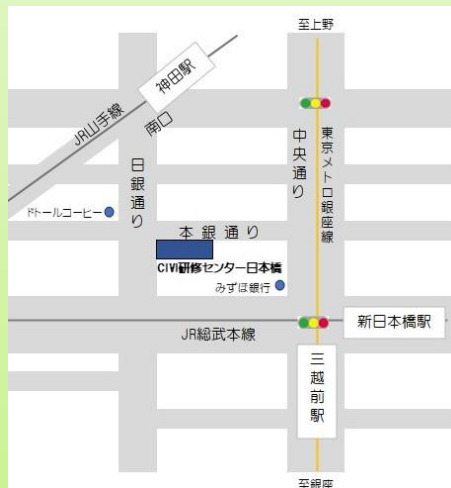 至上野
神田駅
JR山手線
南口
中央通り
東京メトロ銀座線
日銀通り
ドトールコーヒー
本銀通り
CIVI研修センター日本橋
みずほ銀行
新日本橋駅
JR総武本線
三越前駅
至銀座